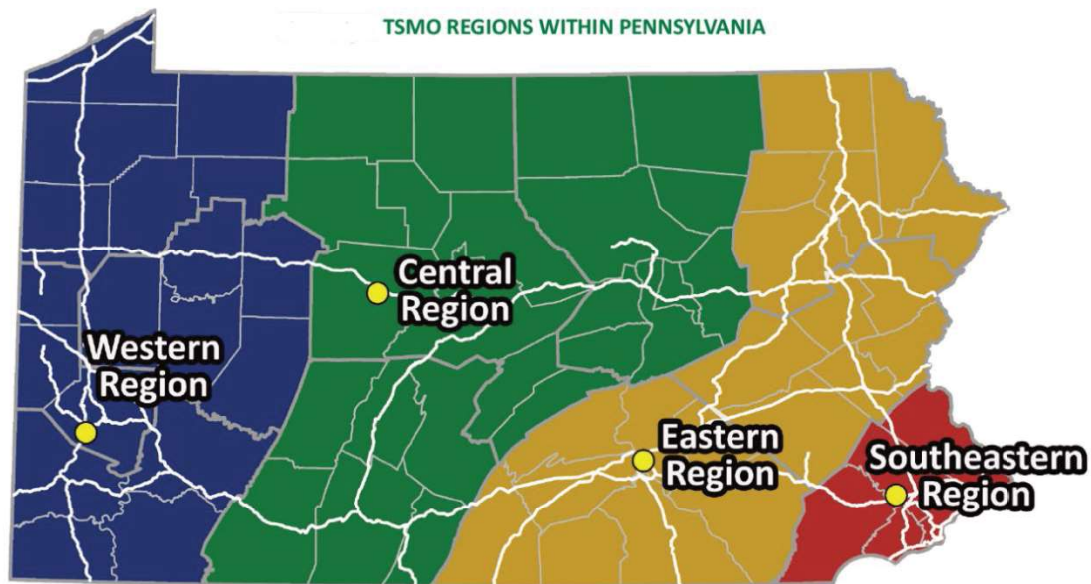 TSMO REGIONS WITHIN PENNSYLVANIA
Central
Region
Western
Region
Eastern
Region
Southeastern
Region